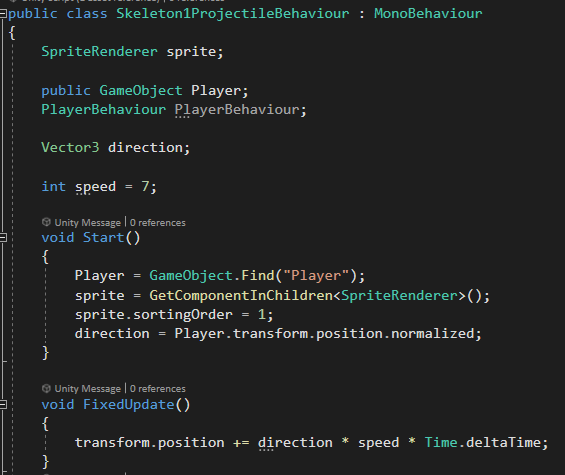 public class Skeleton1ProjectileBehaviour : MonoBehaviour
{
SpriteRenderer sprite;
public GameObject Player;
PlayerBehaviour PlayerBehaviour;
Vector3 direction;
int speed = 7;
Unity Message | 0 references
void Start()
{
Player = GameObject.Find("Player");
sprite = GetComponentInChildren<SpriteRenderer>();
sprite.sortingOrder = 1;
direction = Player.transform.position.normalized;
}
Unity Message | 0 references
void FixedUpdate()
{
transform.position += direction * speed * Time.deltaTime;
}